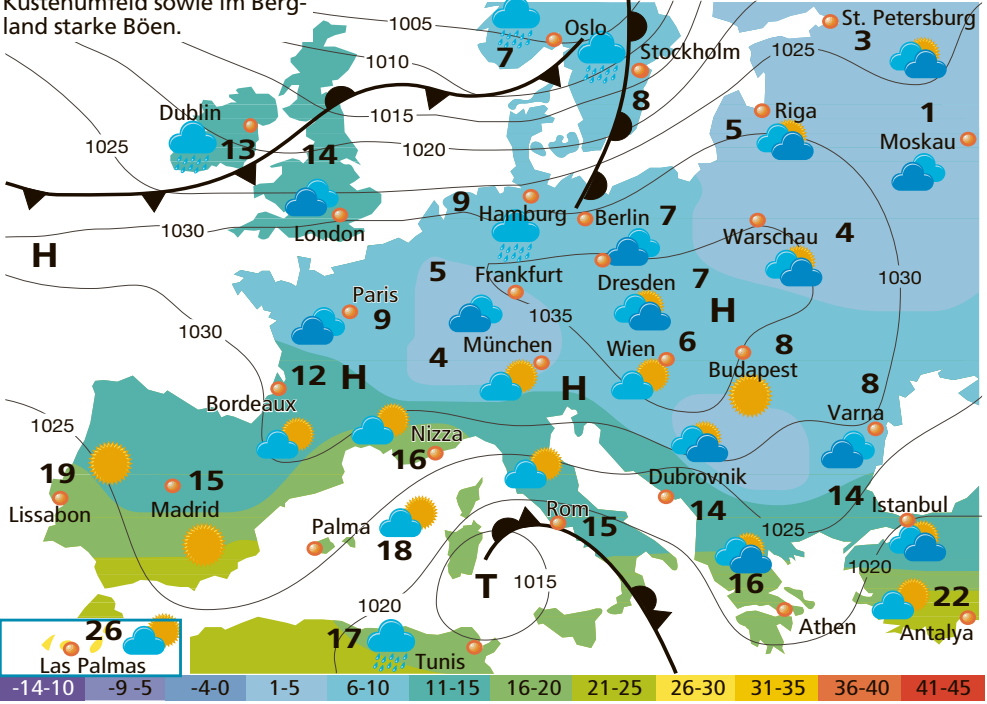 Küstenumfeld sowie im Berg-
land starke Böen.
1005
Oslo
7
St. Petersburg
3
1025
Stockholm
1010
8
1015
Dublin
13
14
1020
1025
Riga
5
1
Moskau
9
Hamburg
Berlin
7
London
1030
H
Warschau
4
5
Frankfurt
Dresden
7
H
1030
Paris
9
1035
1030
München
4
Wien
6
8
Budapest
12
H
H
8
Bordeaux
Varna
1025
Nizza
16
19
15
Madrid
Lissabon
Dubrovnik
14
14
Istanbul
Palma
18
Rom
15
1025
1020
T
1015
16
1020
22
Athen
Antalya
26
Las Palmas
17
Tunis
-14-10 -9 -5 -4-0 1-5 6-10 11-15 16-20 21-25 26-30 31-35 36-40 41-45